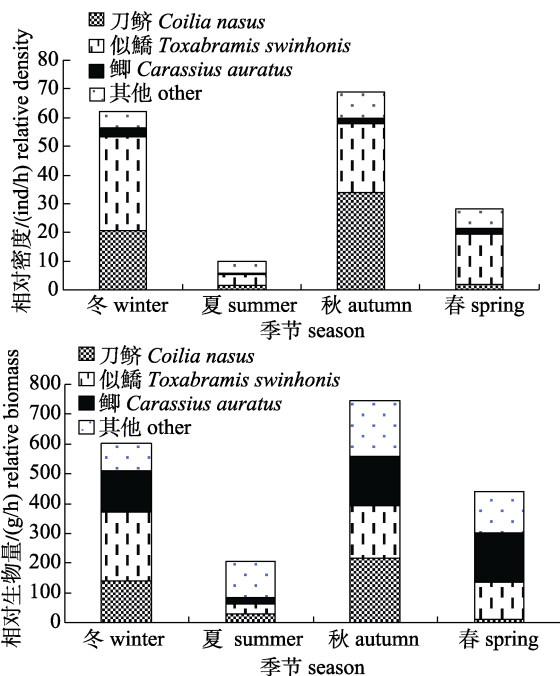 刀鲚 Coilia nasus
似鱎 Toxabramis swinhonis
鲫 Carassius auratus
其他 other
相对密度/(ind/h) relative density
80
70
60
50
40
30
20
10
0
冬 winter 夏 summer 秋 autumn 春 spring
季节 season
刀鲚 Coilia nasus
似鱎 Toxabramis swinhonis
鲫 Carassius auratus
其他 other
相对生物量/(g/h) relative biomass
800
700
600
500
400
300
200
100
0
冬 winter 夏 summer 秋 autumn 春 spring
季节 season